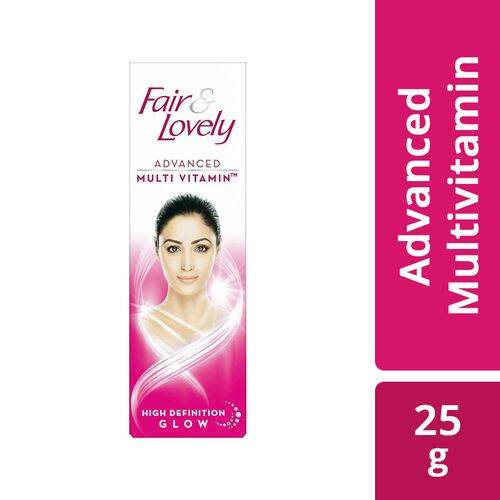 Fair &
Lovely
ADVANCED
MULTI VITAMIN™
HIGH DEFINITION
GLOW
Advanced
Multivitamin
25
g